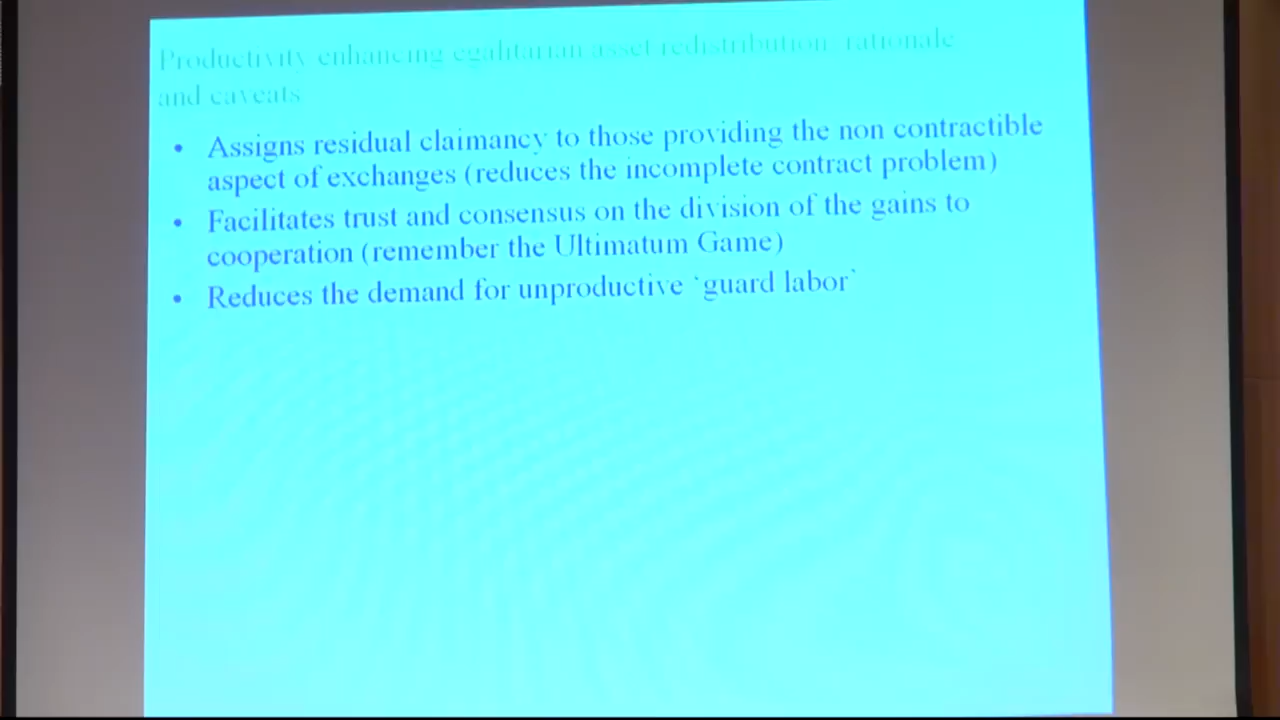 Productivity enhancing egalitarian asset redistribution: rationale
and caveats
• Assigns residual claimancy to those providing the non contractible
aspect of exchanges (reduces the incomplete contract problem)
• Facilitates trust and consensus on the division of the gains to
cooperation (remember the Ultimatum Game)
• Reduces the demand for unproductive `guard labor`